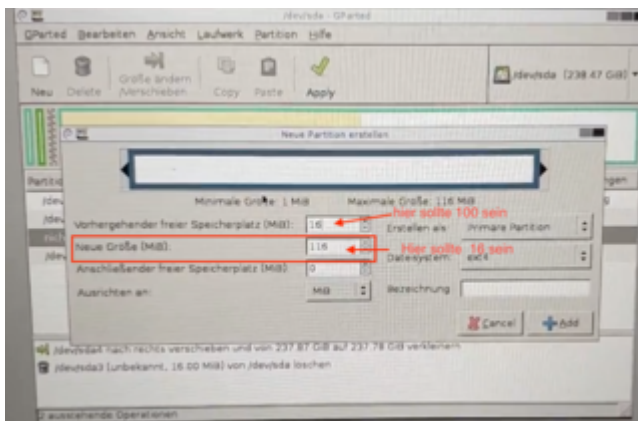 /dev/sda - GParted
GParted Bearbeiten Ansicht Laufwerk Partition Hilfe
Neu Delete Größe ändern /Verschieben Copy Paste Apply
/dev/sda (238.47 GiB)
Neue Partition erstellen
Minimale Größe: 1 MiB Maximale Größe: 116 MiB
hier sollte 100 sein
Vorhergehender freier Speicherplatz (MiB): 16 Erstellen als: Primäre Partition
Neue Größe (MiB): 116 Hier sollte 16 sein
Dateisystem: ext4
Anschließender freier Speicherplatz (MiB): 0
Ausrichten an: MiB Bezeichnung
Cancel Add
/dev/sda4 nach rechts verschieben und von 237.87 GiB auf 237.78 GiB verkleinern
/dev/sda3 (unbekannt, 16.00 MiB) von /dev/sda löschen
2 ausstehende Operationen